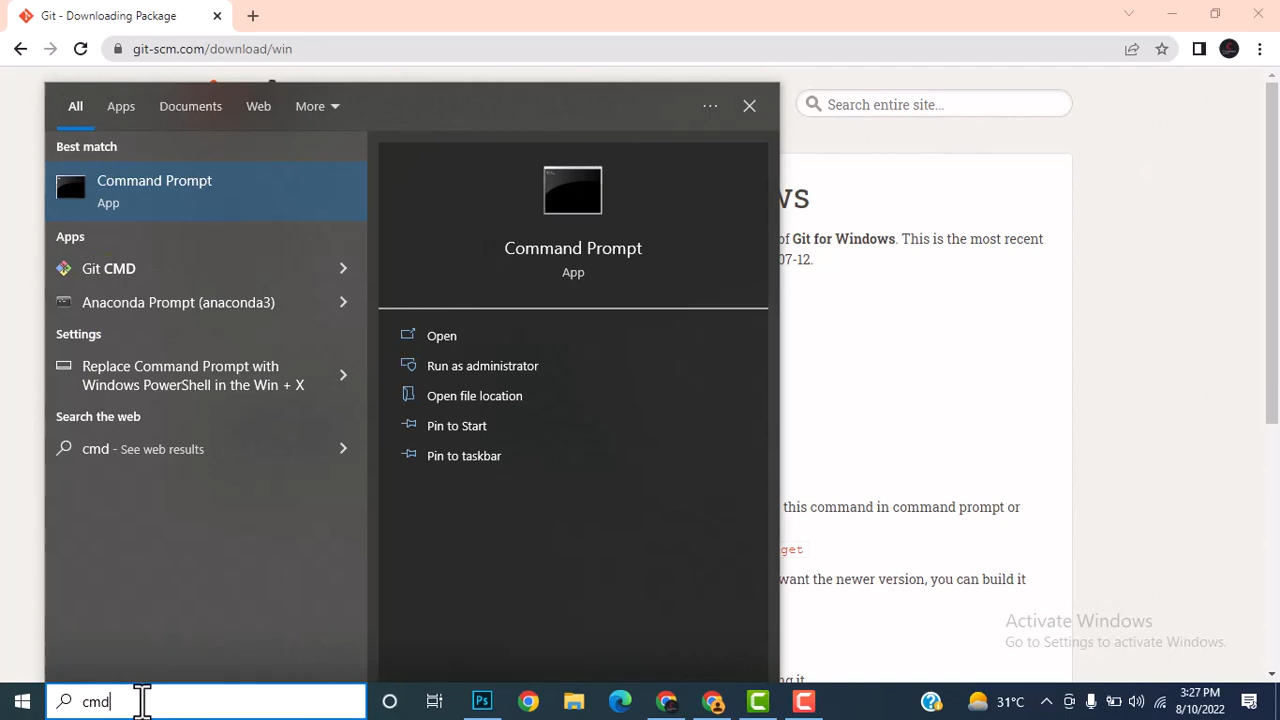 Git - Downloading Package
git-scm.com/download/win
All Apps Documents Web More
Search entire site...
Best match
Command Prompt
App
Apps
Git CMD
Anaconda Prompt (anaconda3)
Settings
Replace Command Prompt with
Windows PowerShell in the Win + X
Search the web
cmd - See web results
Command Prompt
App
Open
Run as administrator
Open file location
Pin to Start
Pin to taskbar
ws
of Git for Windows. This is the most recent
07-12.
this command in command prompt or
get
want the newer version, you can build it
ing it.
Activate Windows
Go to Settings to activate Windows.
cmd
Ps
31°C
3:27 PM
8/10/2022